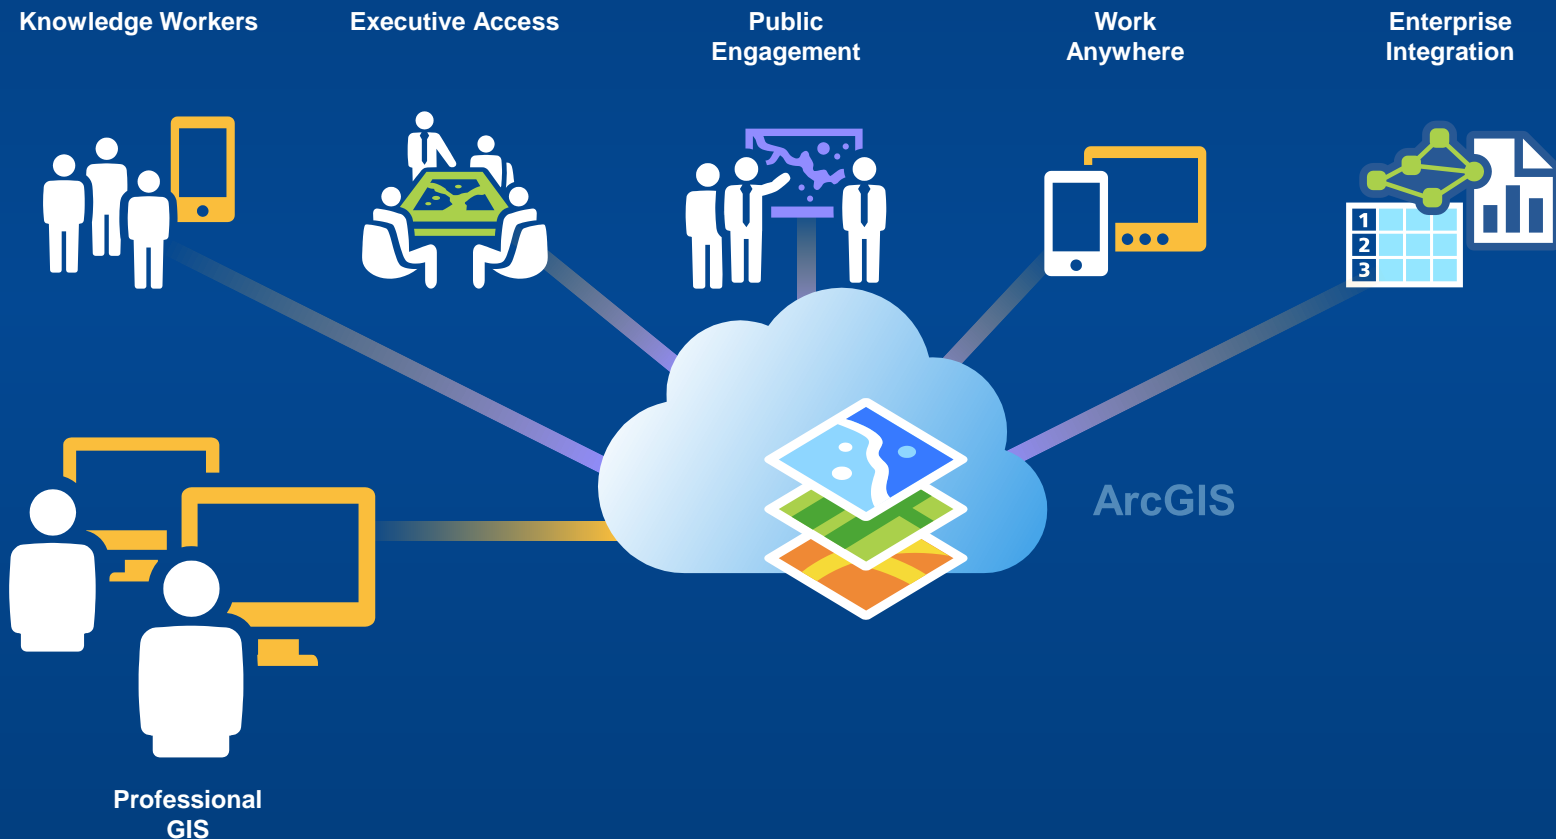 Knowledge Workers
Executive Access
Public
Engagement
Work
Anywhere
Enterprise
Integration
1
2
3
ArcGIS
Professional
GIS